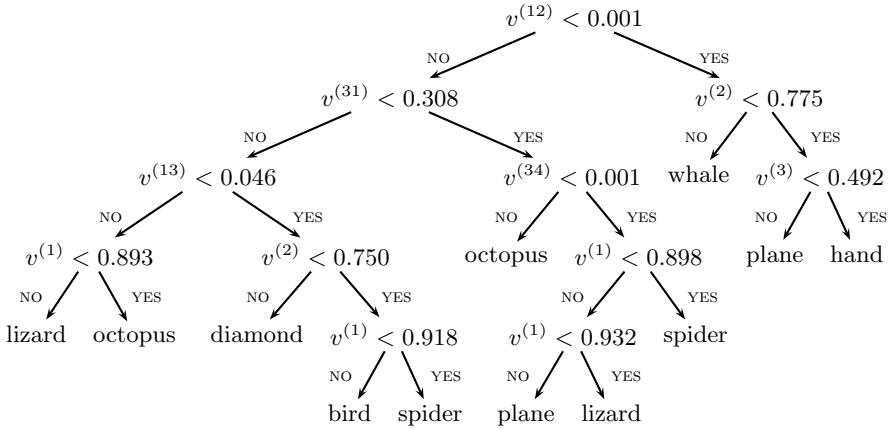 v^(12) < 0.001
NO YES
v^(31) < 0.308 v^(2) < 0.775
NO YES NO YES
v^(13) < 0.046 v^(34) < 0.001 whale v^(3) < 0.492
NO YES NO YES NO YES
v^(1) < 0.893 v^(2) < 0.750 octopus v^(1) < 0.898 plane hand
NO YES NO YES NO YES
lizard octopus diamond v^(1) < 0.918 v^(1) < 0.932 spider
NO YES NO YES
bird spider plane lizard